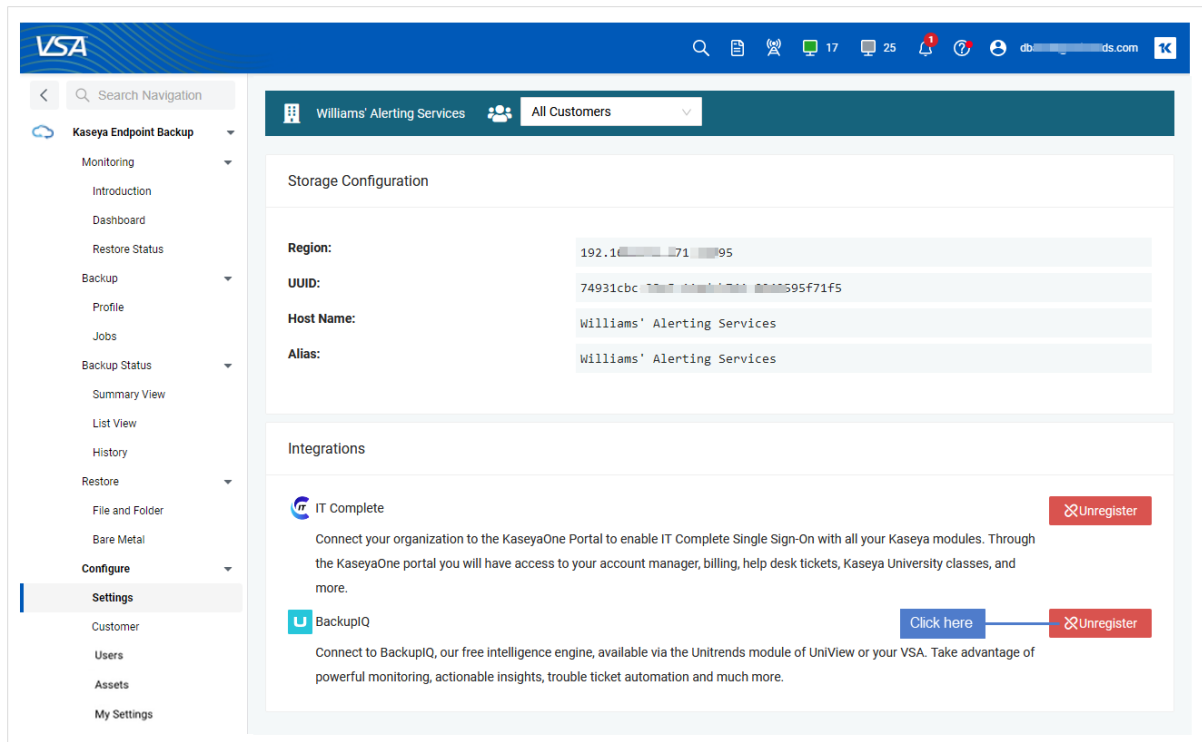 VSA
17
25
1
Search Navigation
Kaseya Endpoint Backup
Monitoring
Introduction
Dashboard
Restore Status
Backup
Profile
Jobs
Backup Status
Summary View
List View
History
Restore
File and Folder
Bare Metal
Configure
Settings
Customer
Users
Assets
My Settings
Williams' Alerting Services
All Customers
Storage Configuration
Region:
UUID:
Host Name: Williams' Alerting Services
Alias: Williams' Alerting Services
Integrations
IT Complete
Unregister
Connect your organization to the KaseyaOne Portal to enable IT Complete Single Sign-On with all your Kaseya modules. Through
the KaseyaOne portal you will have access to your account manager, billing, help desk tickets, Kaseya University classes, and
more.
BackupIQ
Click here
Unregister
Connect to BackupIQ, our free intelligence engine, available via the Unitrends module of UniView or your VSA. Take advantage of
powerful monitoring, actionable insights, trouble ticket automation and much more.